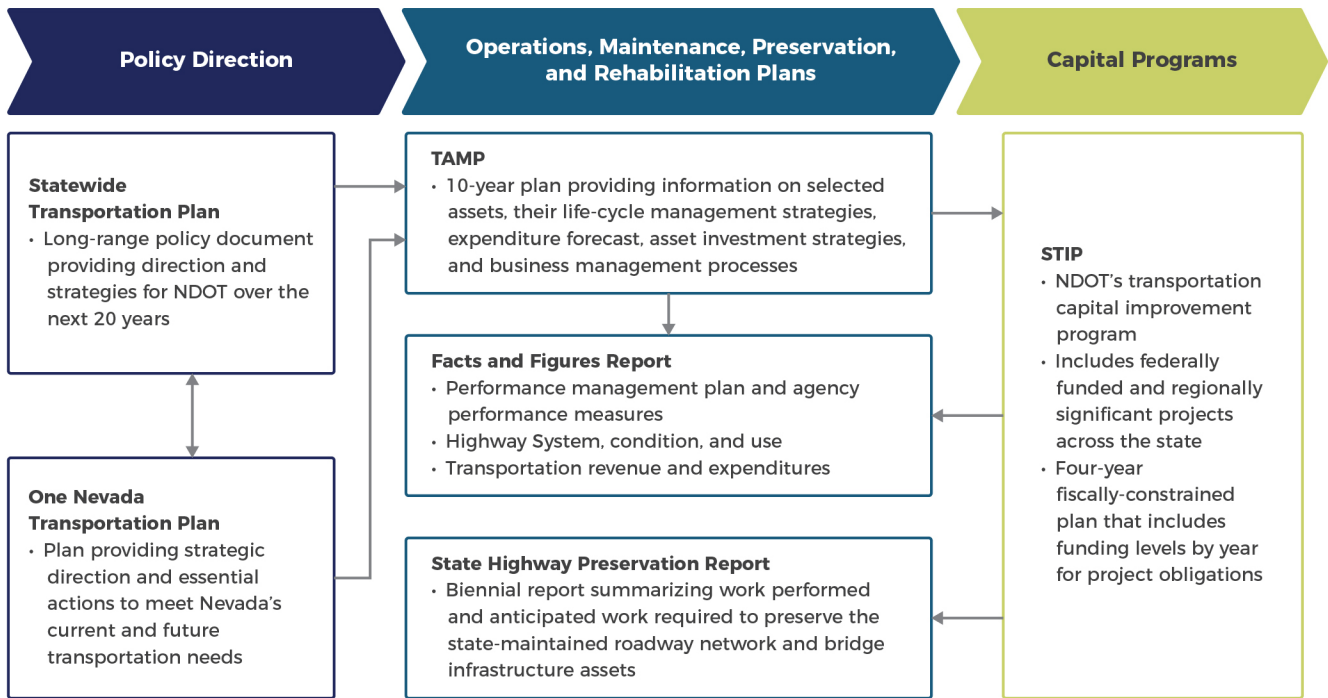 Policy Direction
Operations, Maintenance, Preservation,
and Rehabilitation Plans
Capital Programs
Statewide
Transportation Plan
• Long-range policy document
providing direction and
strategies for NDOT over the
next 20 years
One Nevada
Transportation Plan
• Plan providing strategic
direction and essential
actions to meet Nevada's
current and future
transportation needs
TAMP
• 10-year plan providing information on selected
assets, their life-cycle management strategies,
expenditure forecast, asset investment strategies,
and business management processes
Facts and Figures Report
• Performance management plan and agency
performance measures
• Highway System, condition, and use
• Transportation revenue and expenditures
State Highway Preservation Report
• Biennial report summarizing work performed
and anticipated work required to preserve the
state-maintained roadway network and bridge
infrastructure assets
STIP
• NDOT's transportation
capital improvement
program
• Includes federally
funded and regionally
significant projects
across the state
• Four-year
fiscally-constrained
plan that includes
funding levels by year
for project obligations